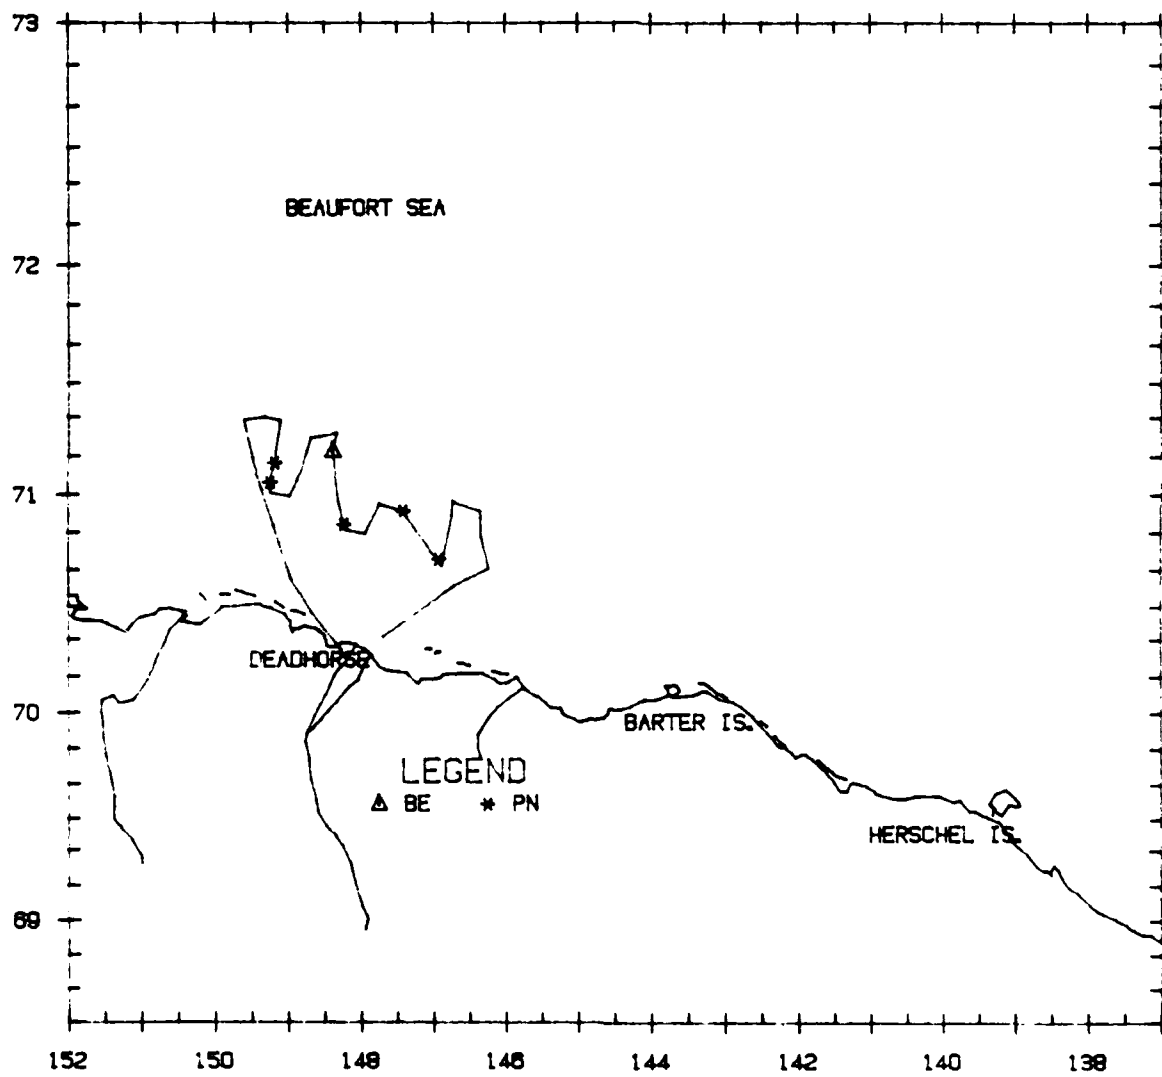 73
BEAUFORT SEA
72
71
DEADHORSE
70
BARTER IS.
LEGEND
BE PN
HERSCHEL IS.
69
152 150 148 146 144 142 140 138